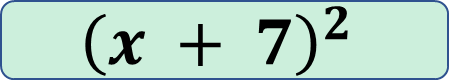 (x + 7)²